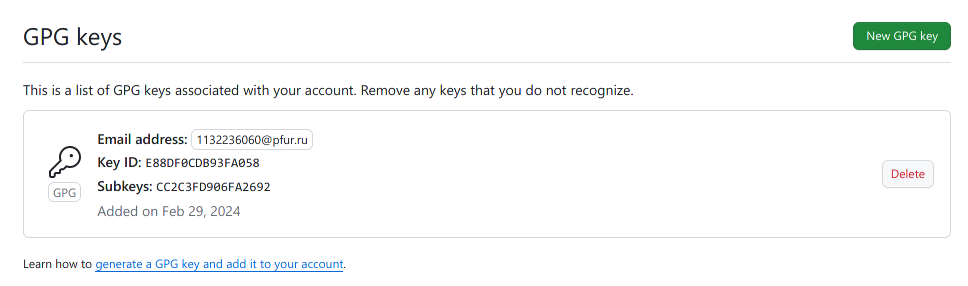 GPG keys
New GPG key
This is a list of GPG keys associated with your account. Remove any keys that you do not recognize.
Email address: 1132236060@pfur.ru
Key ID: E88DF0CDB93FA058
GPG
Subkeys: CC2C3FD906FA2692
Delete
Added on Feb 29, 2024
Learn how to generate a GPG key and add it to your account.